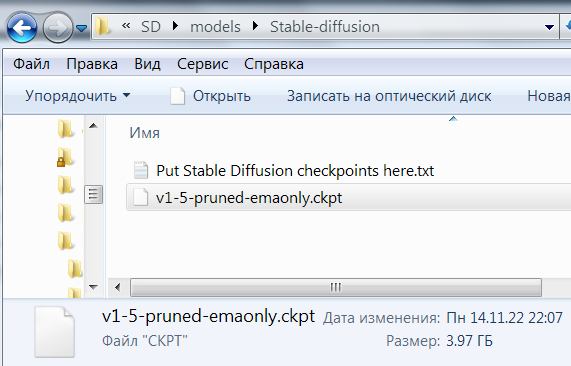 « SD ▸ models ▸ Stable-diffusion
Файл Правка Вид Сервис Справка
Упорядочить Открыть Записать на оптический диск Новая
Имя
Put Stable Diffusion checkpoints here.txt
v1-5-pruned-emaonly.ckpt
v1-5-pruned-emaonly.ckpt Дата изменения: Пн 14.11.22 22:07
Файл "CKPT" Размер: 3.97 ГБ